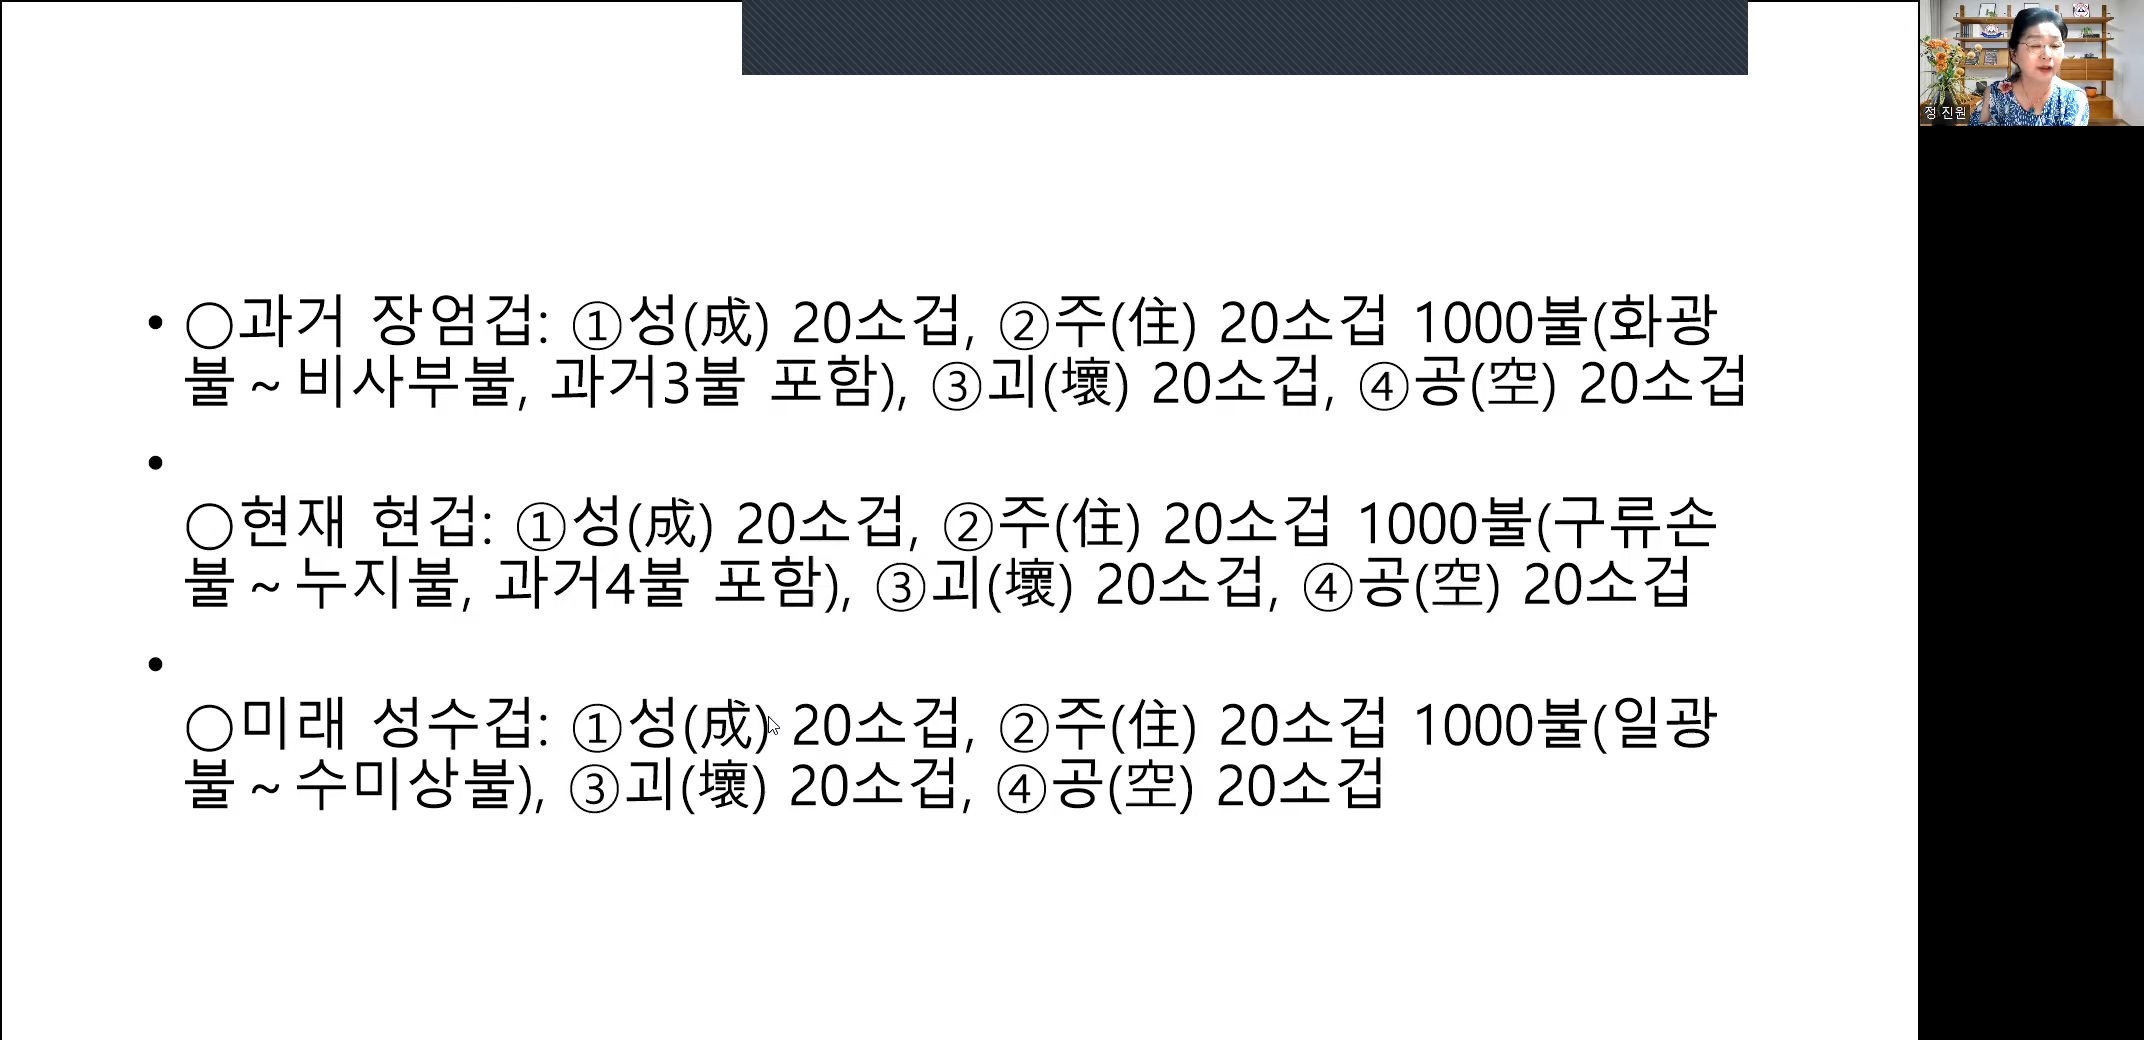 • ○과거 장엄겁: ①성(成) 20소겁, ②주(住) 20소겁 1000불(화광
불~비사부불, 과거3불 포함), ③괴(壞) 20소겁, ④공(空) 20소겁
•
○현재 현겁: ①성(成) 20소겁, ②주(住) 20소겁 1000불(구류손
불~누지불, 과거4불 포함), ③괴(壞) 20소겁, ④공(空) 20소겁
•
○미래 성수겁: ①성(成) 20소겁, ②주(住) 20소겁 1000불(일광
불~수미상불), ③괴(壞) 20소겁, ④공(空) 20소겁
정 진원